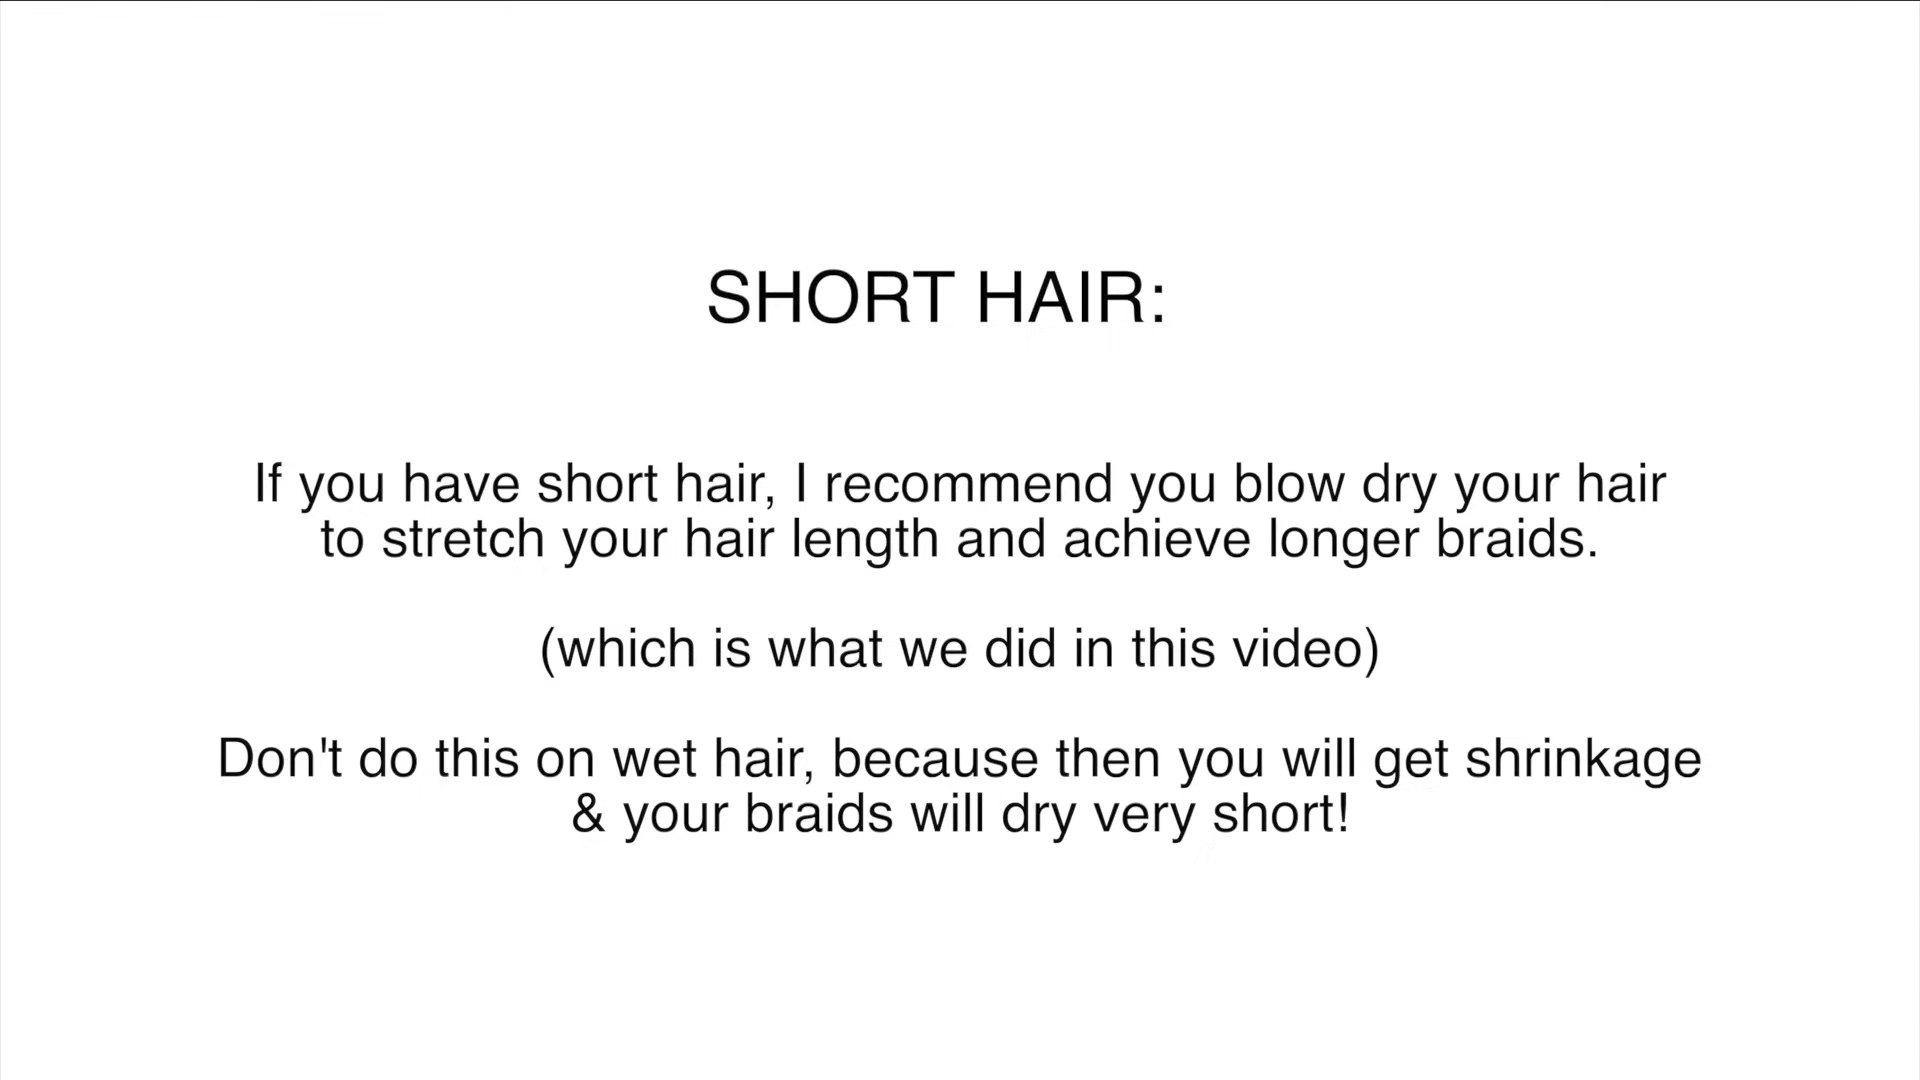 SHORT HAIR:
If you have short hair, I recommend you blow dry your hair
to stretch your hair length and achieve longer braids.
(which is what we did in this video)
Don't do this on wet hair, because then you will get shrinkage
& your braids will dry very short!